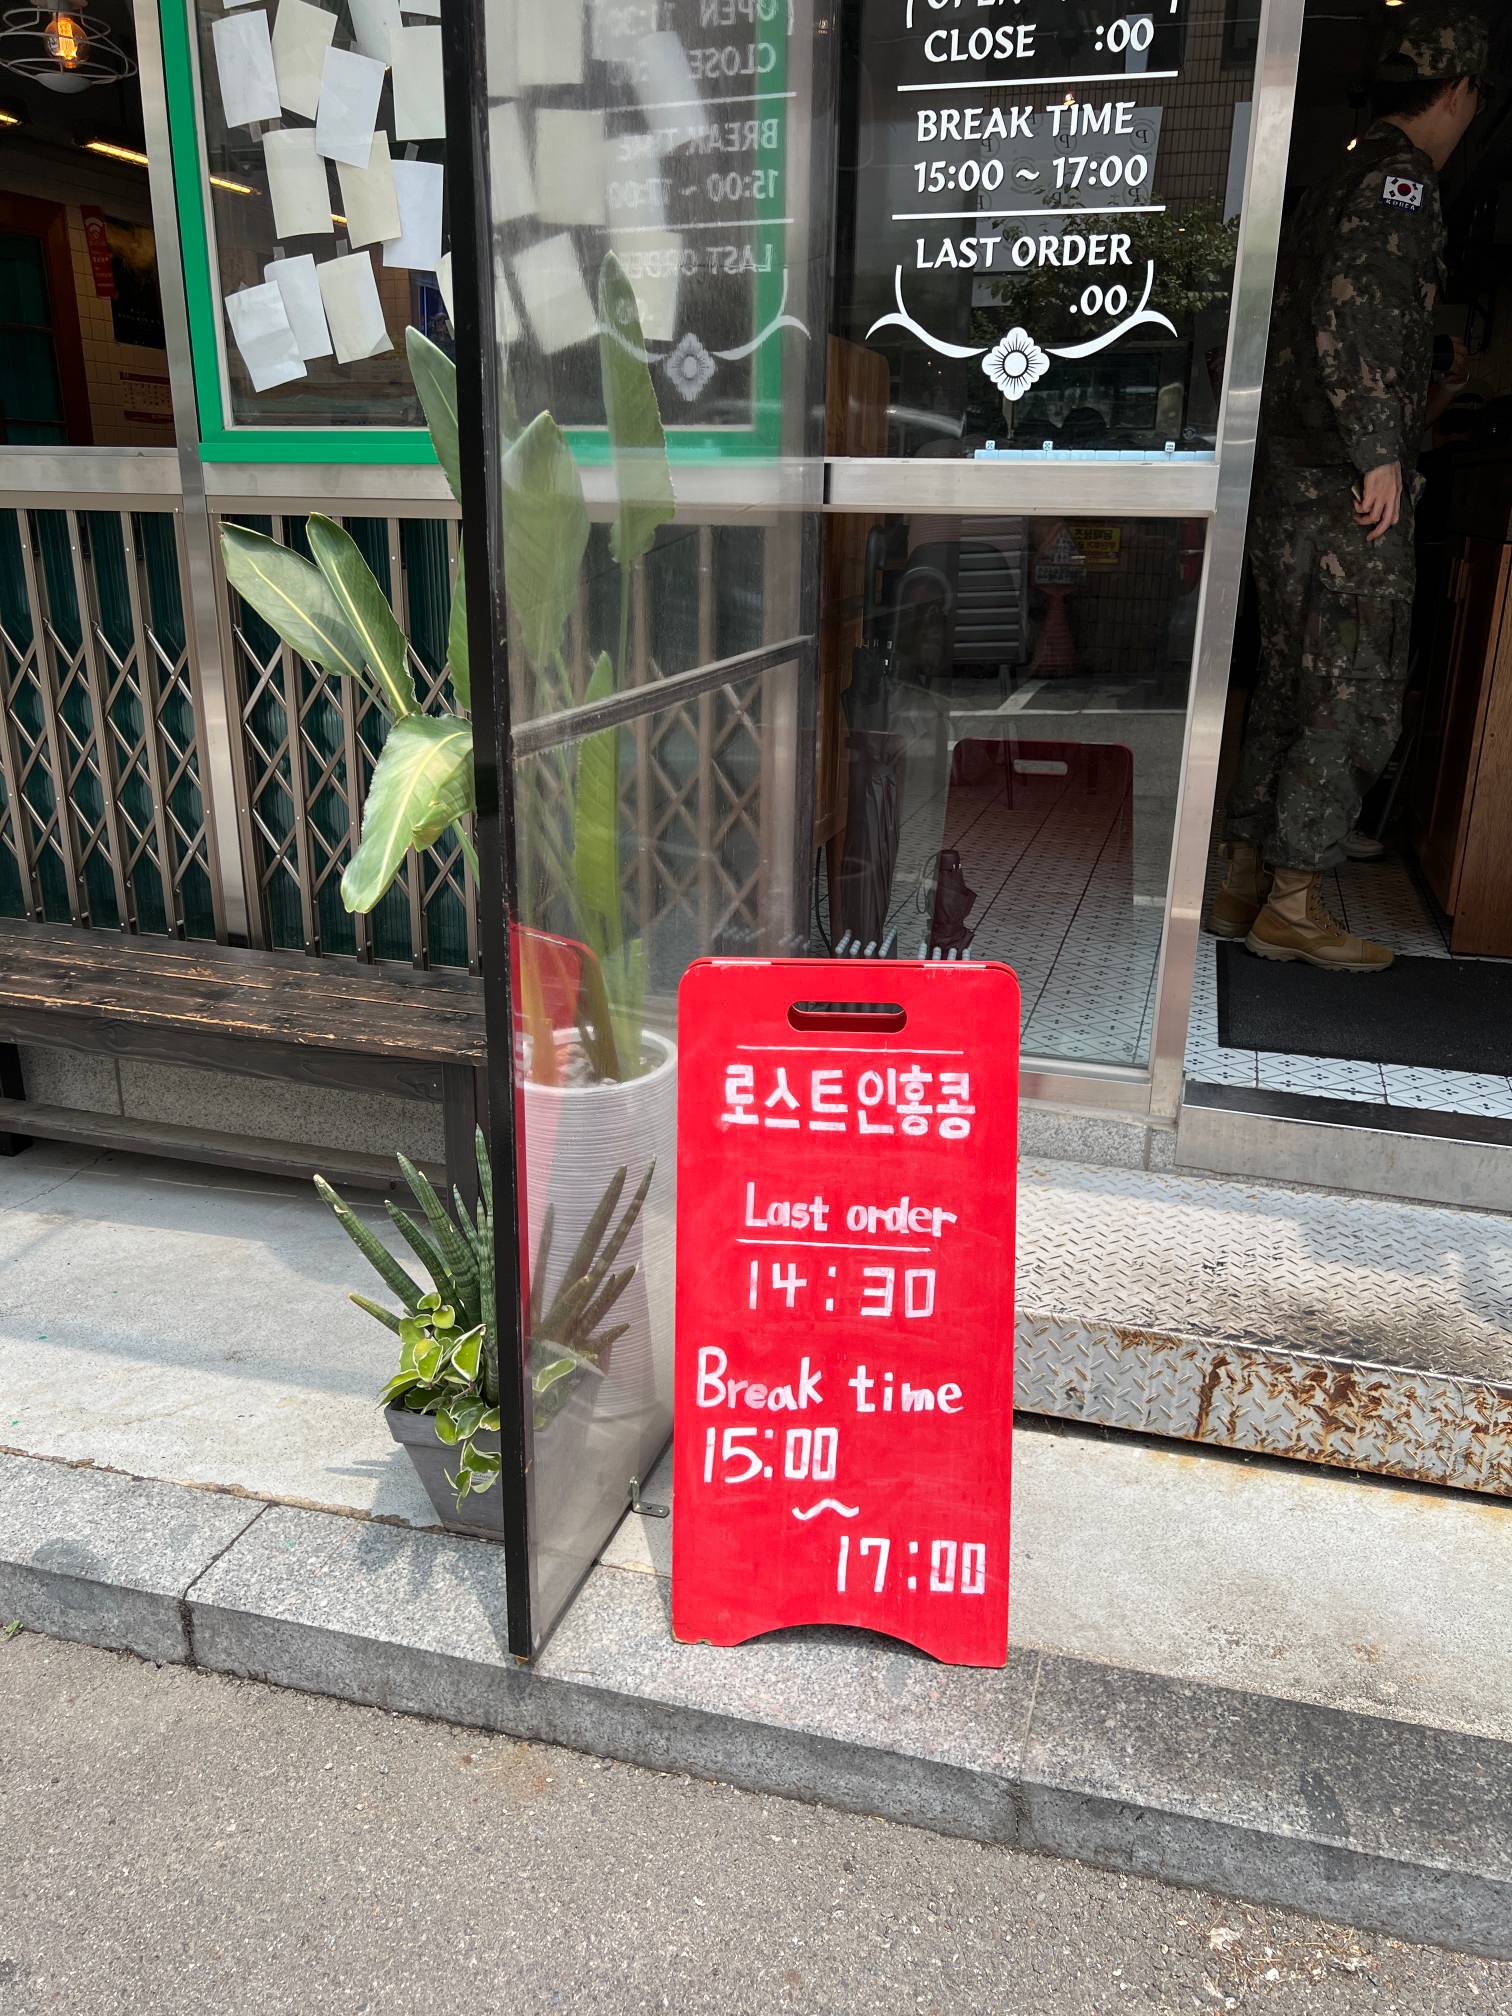 CLOSE :00
BREAK TIME
15:00 ~ 17:00
LAST ORDER
.00
KOREA
로스트인홍콩
Last order
14:30
Break time
15:00
~
17:00